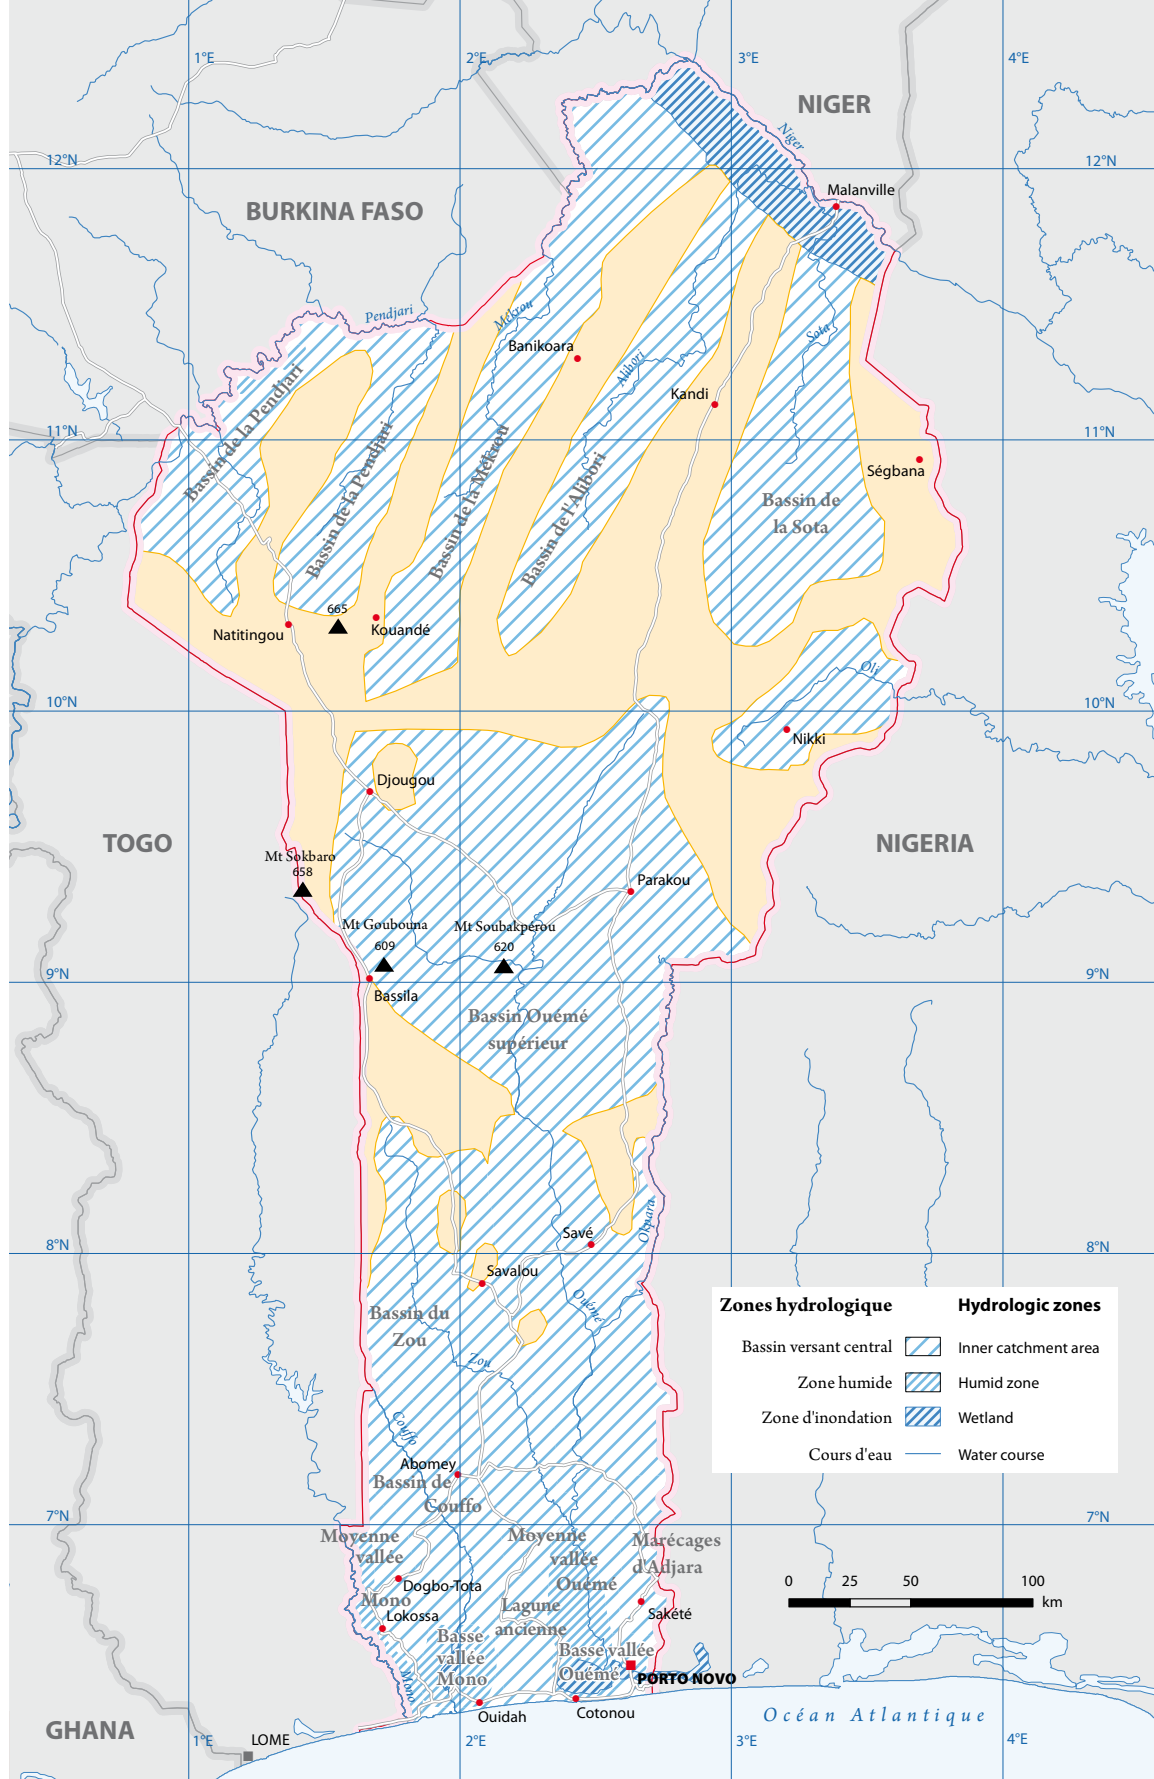 1°E
2°E
3°E
4°E
NIGER
Niger
12°N
12°N
Malanville
BURKINA FASO
Pendjari
Mékrou
Sota
Banikoara
Alibori
Kandi
Bassin de la Pendjari
11°N
11°N
Bassin de la Pendjari
Bassin de la Mékrou
Bassin de l'Alibori
Ségbana
Bassin de
la Sota
665
Natitingou
Kouandé
Oli
10°N
10°N
Nikki
Djougou
TOGO
NIGERIA
Mt Sokbaro
658
Parakou
Mt Goubouna
609
Mt Soubakpérou
620
9°N
9°N
Bassila
Bassin Ouémé
supérieur
Okpara
Savé
8°N
8°N
Savalou
Ouémé
Bassin du
Zou
Zou
Zones hydrologique
Hydrologic zones
Bassin versant central
Inner catchment area
Zone humide
Humid zone
Zone d'inondation
Wetland
Cours d'eau
Water course
Couffo
Abomey
Bassin de
Couffo
7°N
7°N
Moyenne
vallée
Mono
Moyenne
vallée
Ouémé
Marécages
d'Adjara
Dogbo-Tota
Lokossa
Lagune
ancienne
Sakété
0
25
50
100
km
Basse
vallée
Mono
Basse vallée
Ouémé
Mono
PORTO NOVO
Ouidah
Cotonou
Océan Atlantique
GHANA
LOME
1°E
2°E
3°E
4°E